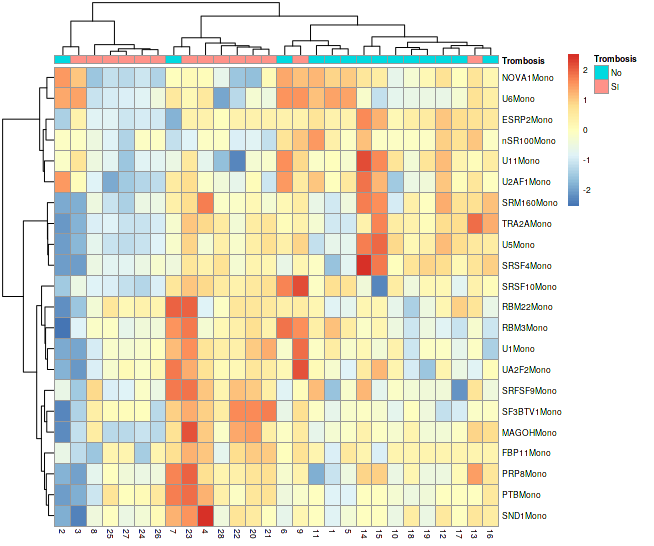 Trombosis
NOVA1Mono
U6Mono
ESRP2Mono
nSR100Mono
U11Mono
U2AF1Mono
SRM160Mono
TRA2AMono
U5Mono
SRSF4Mono
SRSF10Mono
RBM22Mono
RBM3Mono
U1Mono
UA2F2Mono
SRFSF9Mono
SF3BTV1Mono
MAGOHMono
FBP11Mono
PRP8Mono
PTBMono
SND1Mono
2 3 8 25 27 24 26 7 23 4 28 22 20 21 6 9 11 1 5 14 15 10 18 19 12 17 13 16
2
1
0
-1
-2
Trombosis
No
SI